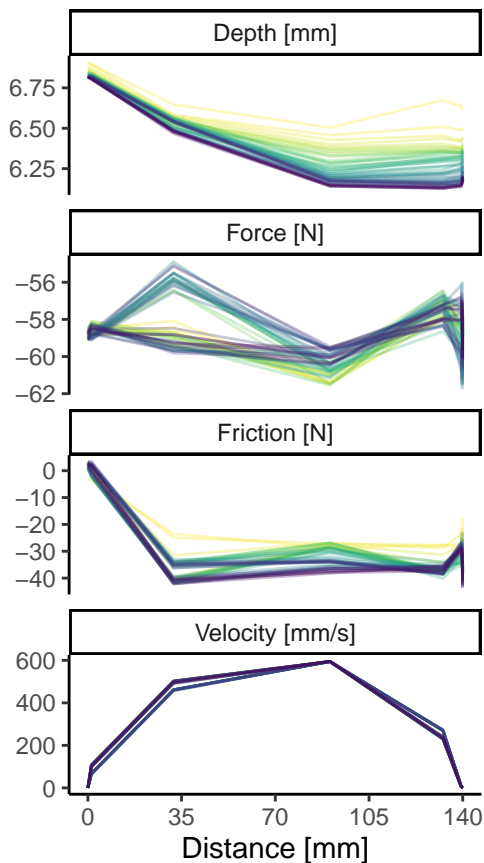 Depth [mm]
6.75
6.50
6.25
Force [N]
−56
−58
−60
−62
Friction [N]
0
−10
−20
−30
−40
Velocity [mm/s]
600
400
200
0
0 35 70 105 140
Distance [mm]